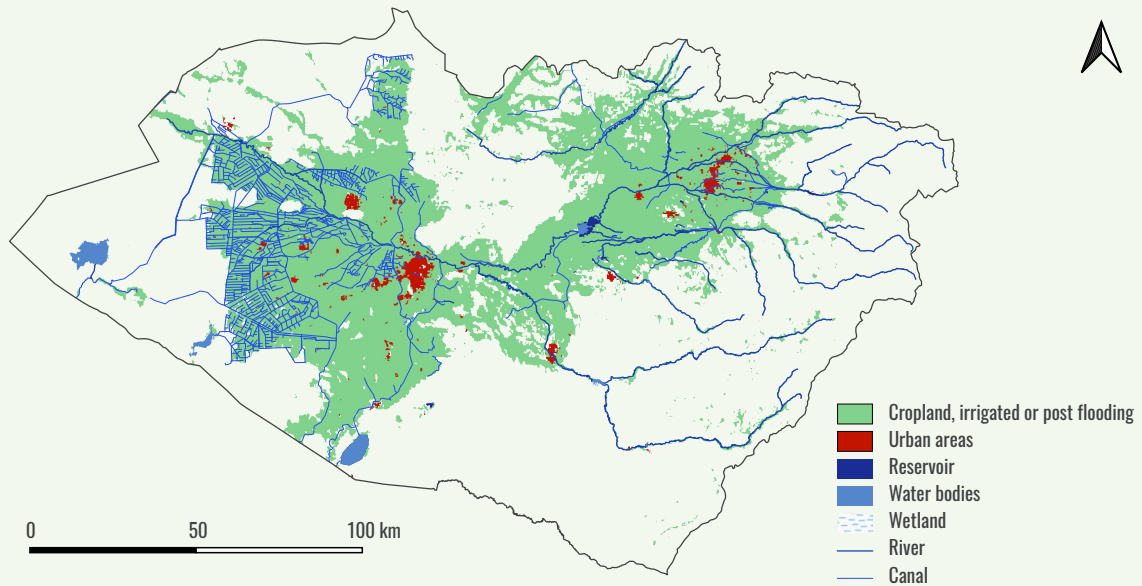 Cropland, irrigated or post flooding
Urban areas
Reservoir
Water bodies
Wetland
River
Canal
0 50 100 km